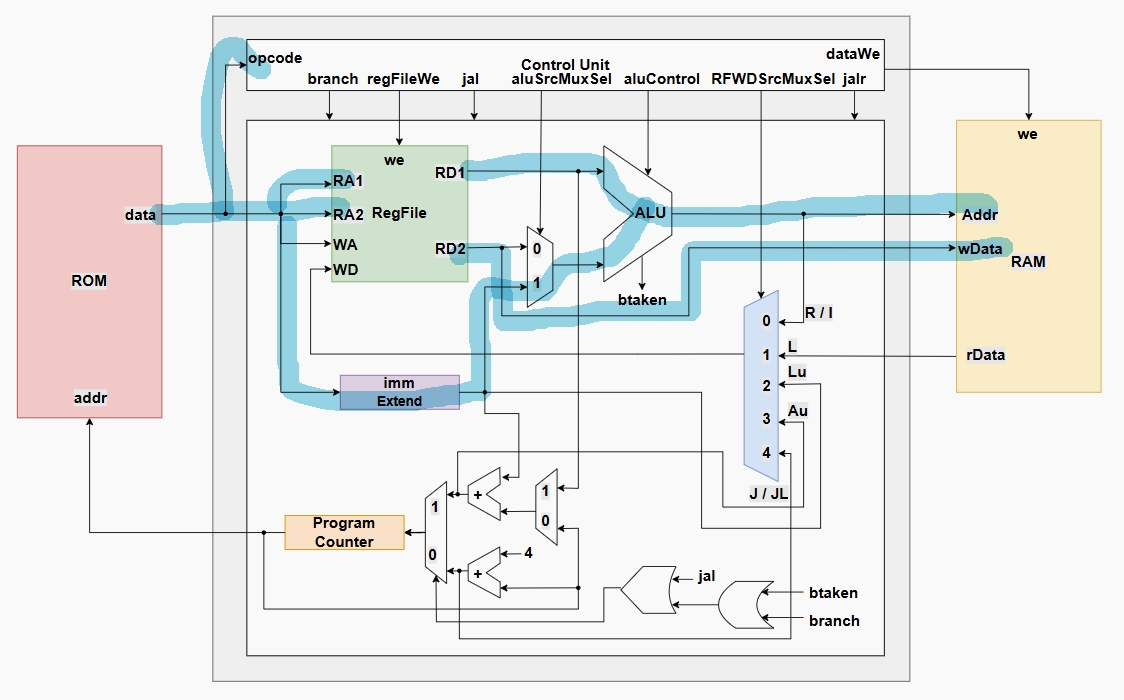 opcode
dataWe
Control Unit
branch regFileWe jal aluSrcMuxSel aluControl RFWDSrcMuxSel jalr
we
we
RA1
RD1
data
RA2
RegFile
ALU
Addr
WA
RD2
0
wData
WD
RAM
ROM
1
btaken
0
R / I
1
L
rData
2
Lu
imm
Extend
addr
3
Au
4
1
+
1
J / JL
0
Program
Counter
0
4
+
jal
btaken
branch